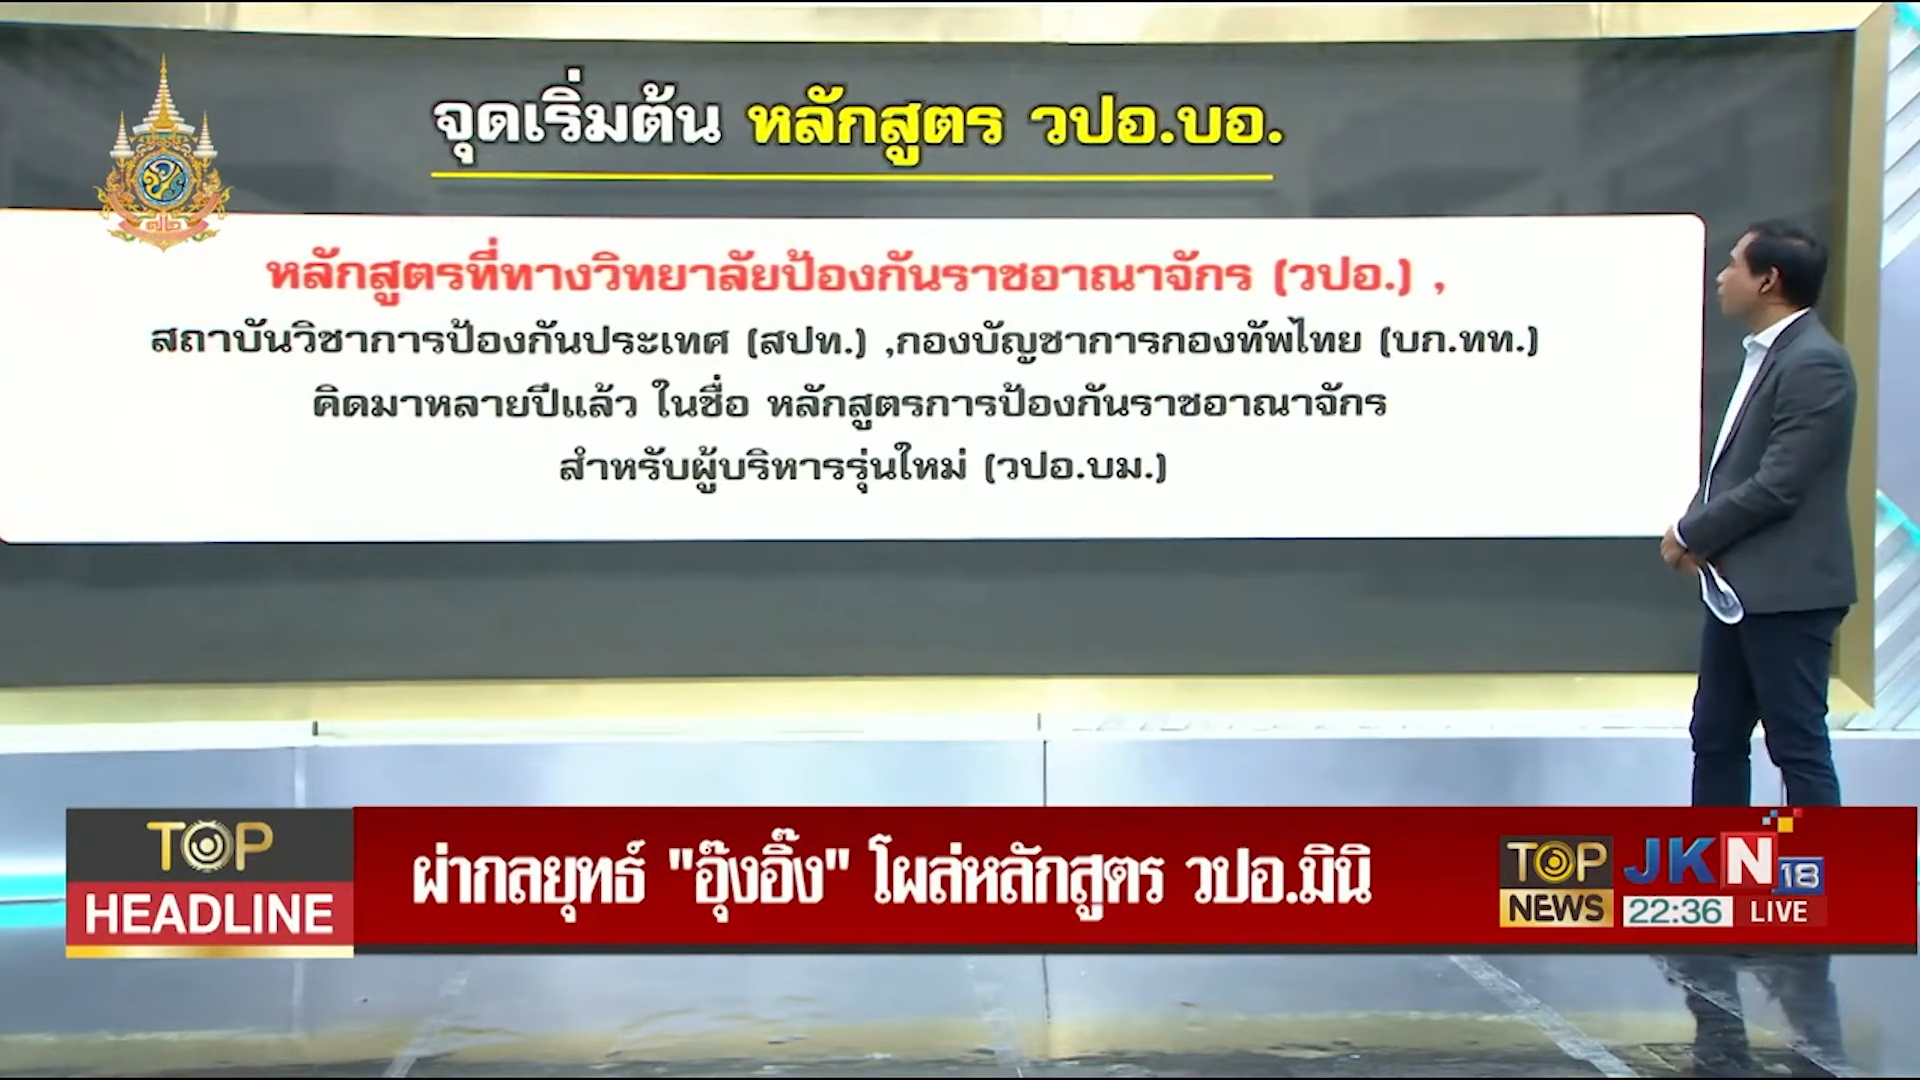 จุดเริ่มต้น หลักสูตร วปอ.บอ.
หลักสูตรที่ทางวิทยาลัยป้องกันราชอาณาจักร (วปอ.) ,
สถาบันวิชาการป้องกันประเทศ (สปท.) ,กองบัญชาการกองทัพไทย (บก.ทท.)
คิดมาหลายปีแล้ว ในชื่อ หลักสูตรการป้องกันราชอาณาจักร
สำหรับผู้บริหารรุ่นใหม่ (วปอ.บม.)
TOP
HEADLINE
ผ่ากลยุทธ์ "อุ๊งอิ๊ง" โผล่หลักสูตร วปอ.มินิ
TOP
NEWS
JKN 18
22:36 LIVE